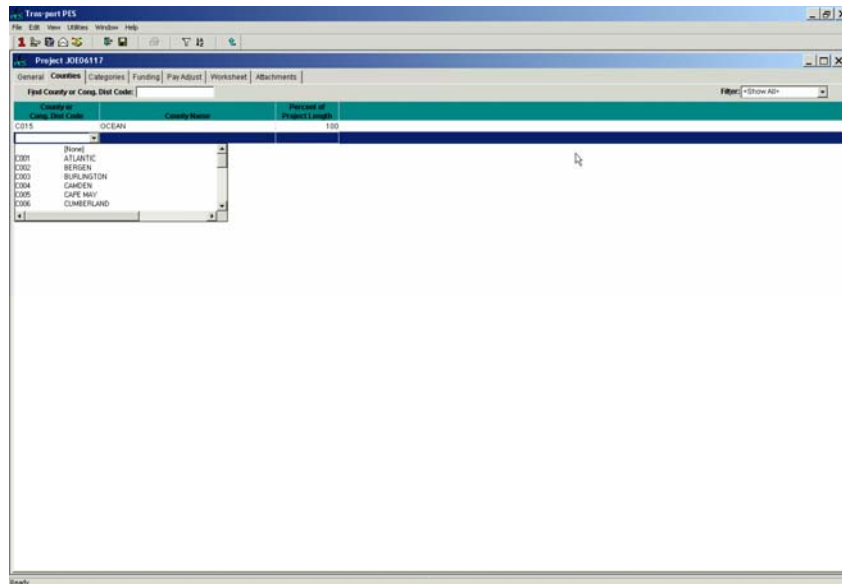 Trns·port PES
File Edit View Utilities Window Help
Project JOE06117
General Counties Categories Funding Pay Adjust Worksheet Attachments
Find County or Cong. Dist Code: Filter: <Show All>
County or Cong. Dist Code County Name Percent of Project Length
C015 OCEAN 100
[None]
C001 ATLANTIC
C002 BERGEN
C003 BURLINGTON
C004 CAMDEN
C005 CAPE MAY
C006 CUMBERLAND
Ready